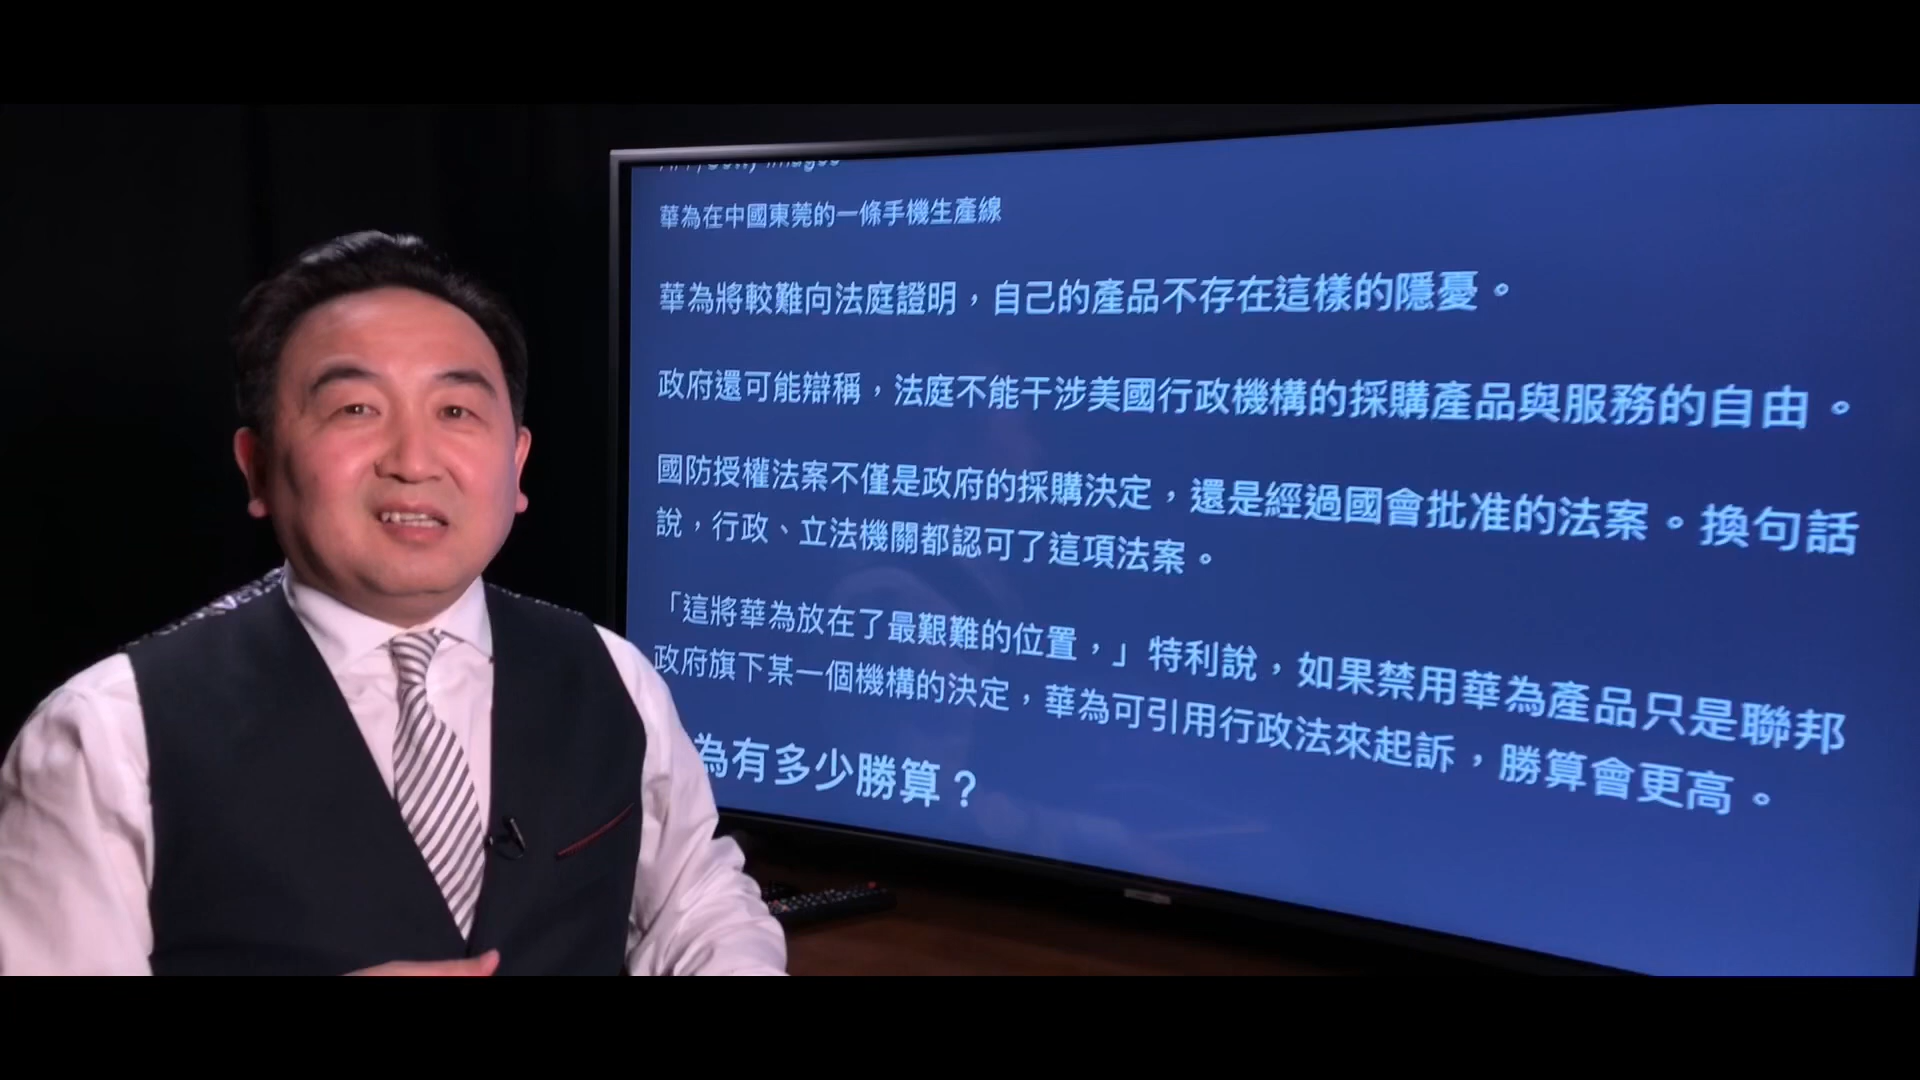 華為在中國東莞的一條手機生產線
華為將較難向法庭證明，自己的產品不存在這樣的隱憂。
政府還可能辯稱，法庭不能干涉美國行政機構的採購產品與服務的自由。
國防授權法案不僅是政府的採購決定，還是經過國會批准的法案。換句話
說，行政、立法機關都認可了這項法案。
「這將華為放在了最艱難的位置，」特利說，如果禁用華為產品只是聯邦
政府旗下某一個機構的決定，華為可引用行政法來起訴，勝算會更高。
為有多少勝算？